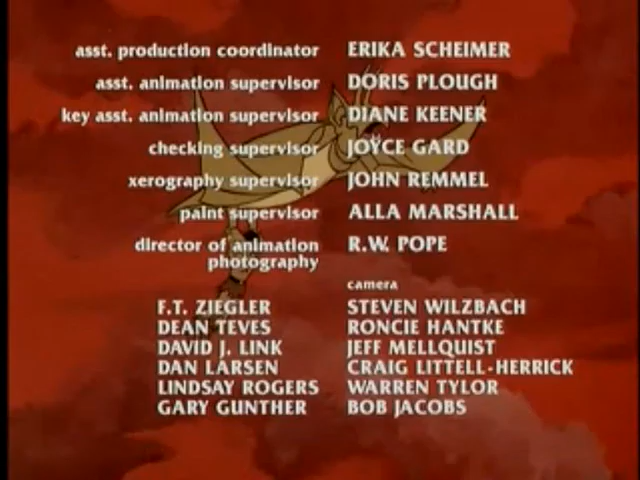 asst. production coordinator ERIKA SCHEIMER
asst. animation supervisor DORIS PLOUGH
key asst. animation supervisor DIANE KEENER
checking supervisor JOYCE GARD
xerography supervisor JOHN REMMEL
paint supervisor ALLA MARSHALL
director of animation R.W. POPE
photography
camera
F.T. ZIEGLER STEVEN WILZBACH
DEAN TEVES RONCIE HANTKE
DAVID J. LINK JEFF MELLQUIST
DAN LARSEN CRAIG LITTELL-HERRICK
LINDSAY ROGERS WARREN TYLOR
GARY GUNTHER BOB JACOBS